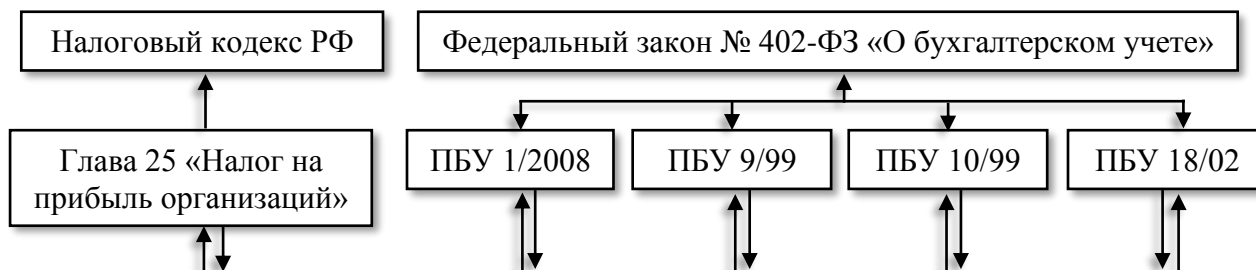 Налоговый кодекс РФ
Федеральный закон № 402-ФЗ «О бухгалтерском учете»
Глава 25 «Налог на
прибыль организаций»
ПБУ 1/2008
ПБУ 9/99
ПБУ 10/99
ПБУ 18/02